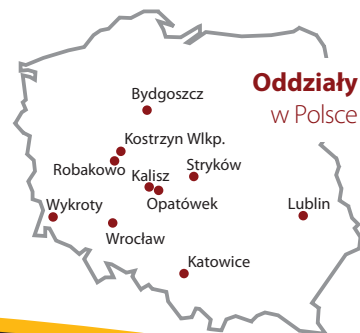 Oddziały
w Polsce
Bydgoszcz
Kostrzyn Wlkp.
Robakowo
Kalisz
Stryków
Opatówek
Wykroty
Lublin
Wrocław
Katowice